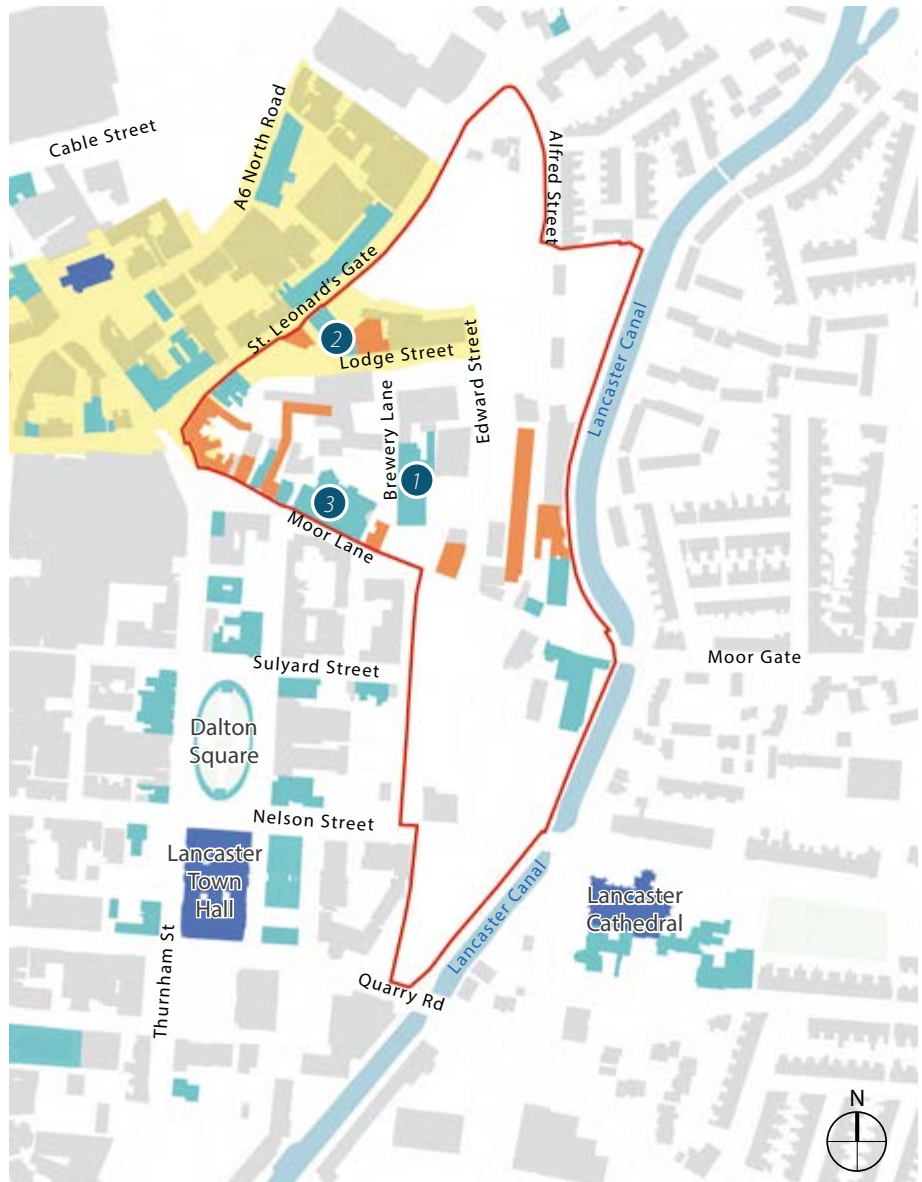 Cable Street
A6 North Road
Alfred Street
St. Leonard's Gate
2
Lodge Street
Edward Street
Lancaster Canal
Brewery Lane
1
3
Moor Lane
Sulyard Street
Moor Gate
Dalton
Square
Nelson Street
Lancaster
Town
Hall
Lancaster
Cathedral
Lancaster Canal
Thurnham St
Quarry Rd
N